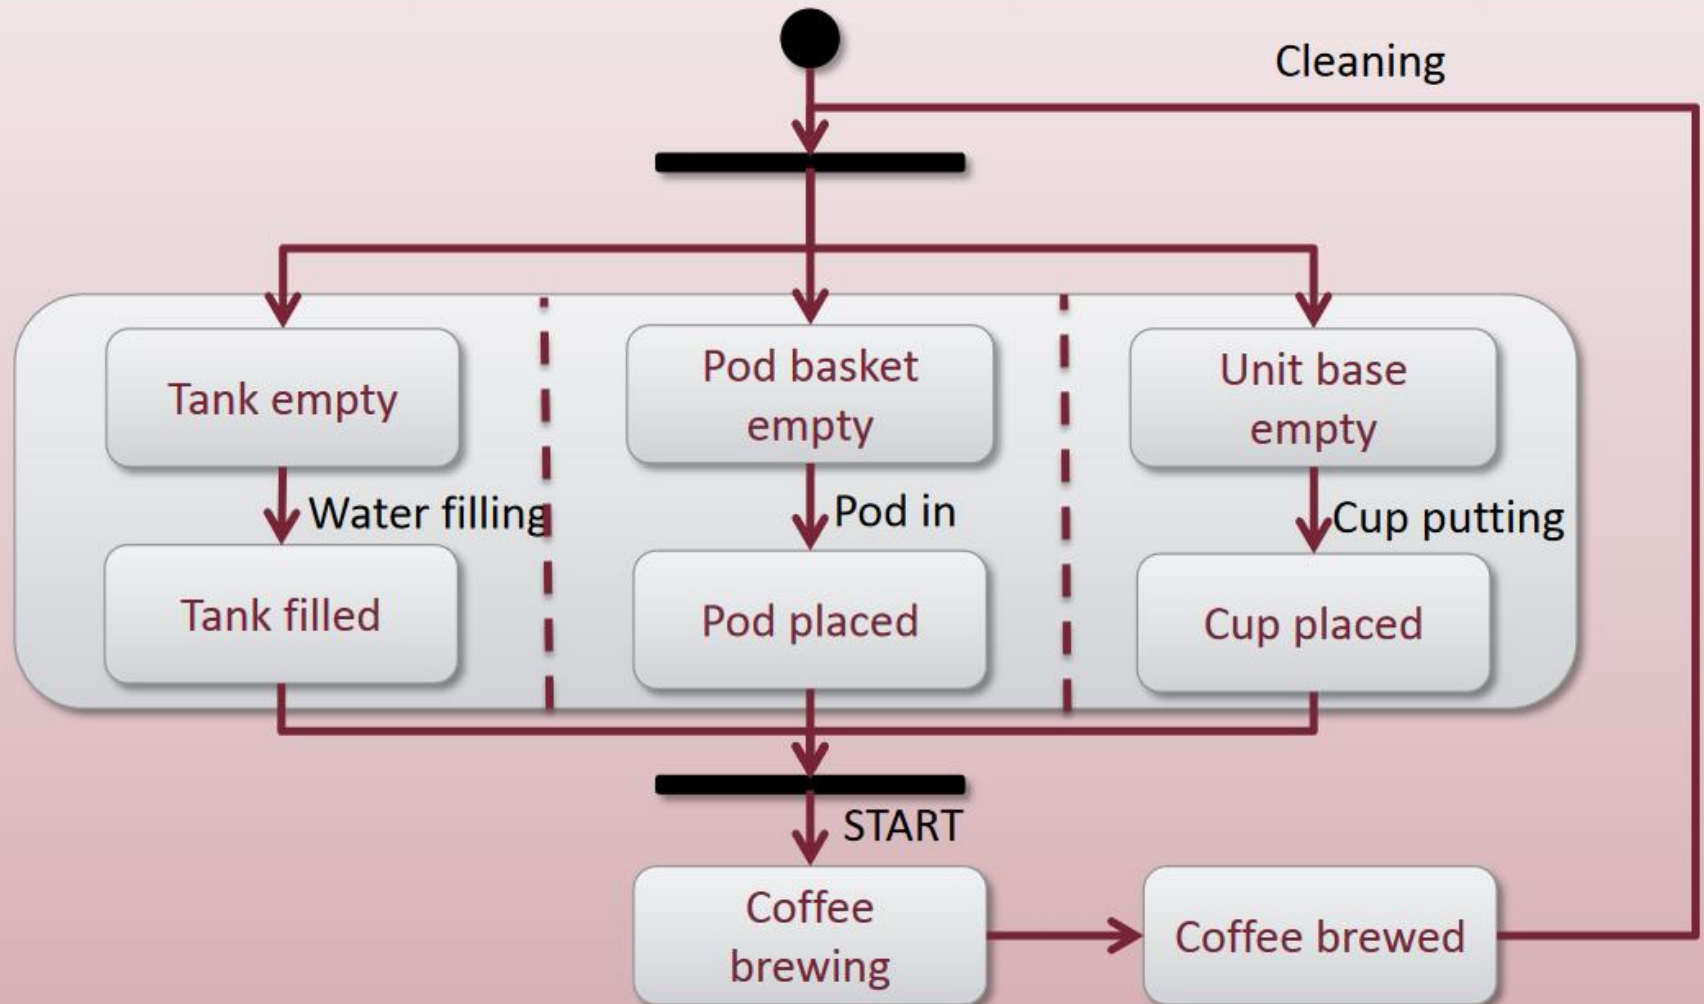 Cleaning
Tank empty
Pod basket
empty
Unit base
empty
Water filling
Pod in
Cup putting
Tank filled
Pod placed
Cup placed
START
Coffee
brewing
Coffee brewed